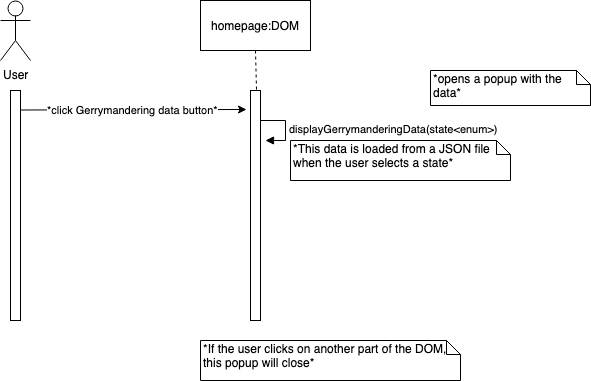 homepage:DOM
User
*opens a popup with the
data*
*click Gerrymandering data button*
displayGerrymanderingData(state<enum>)
*This data is loaded from a JSON file
when the user selects a state*
*If the user clicks on another part of the DOM,
this popup will close*